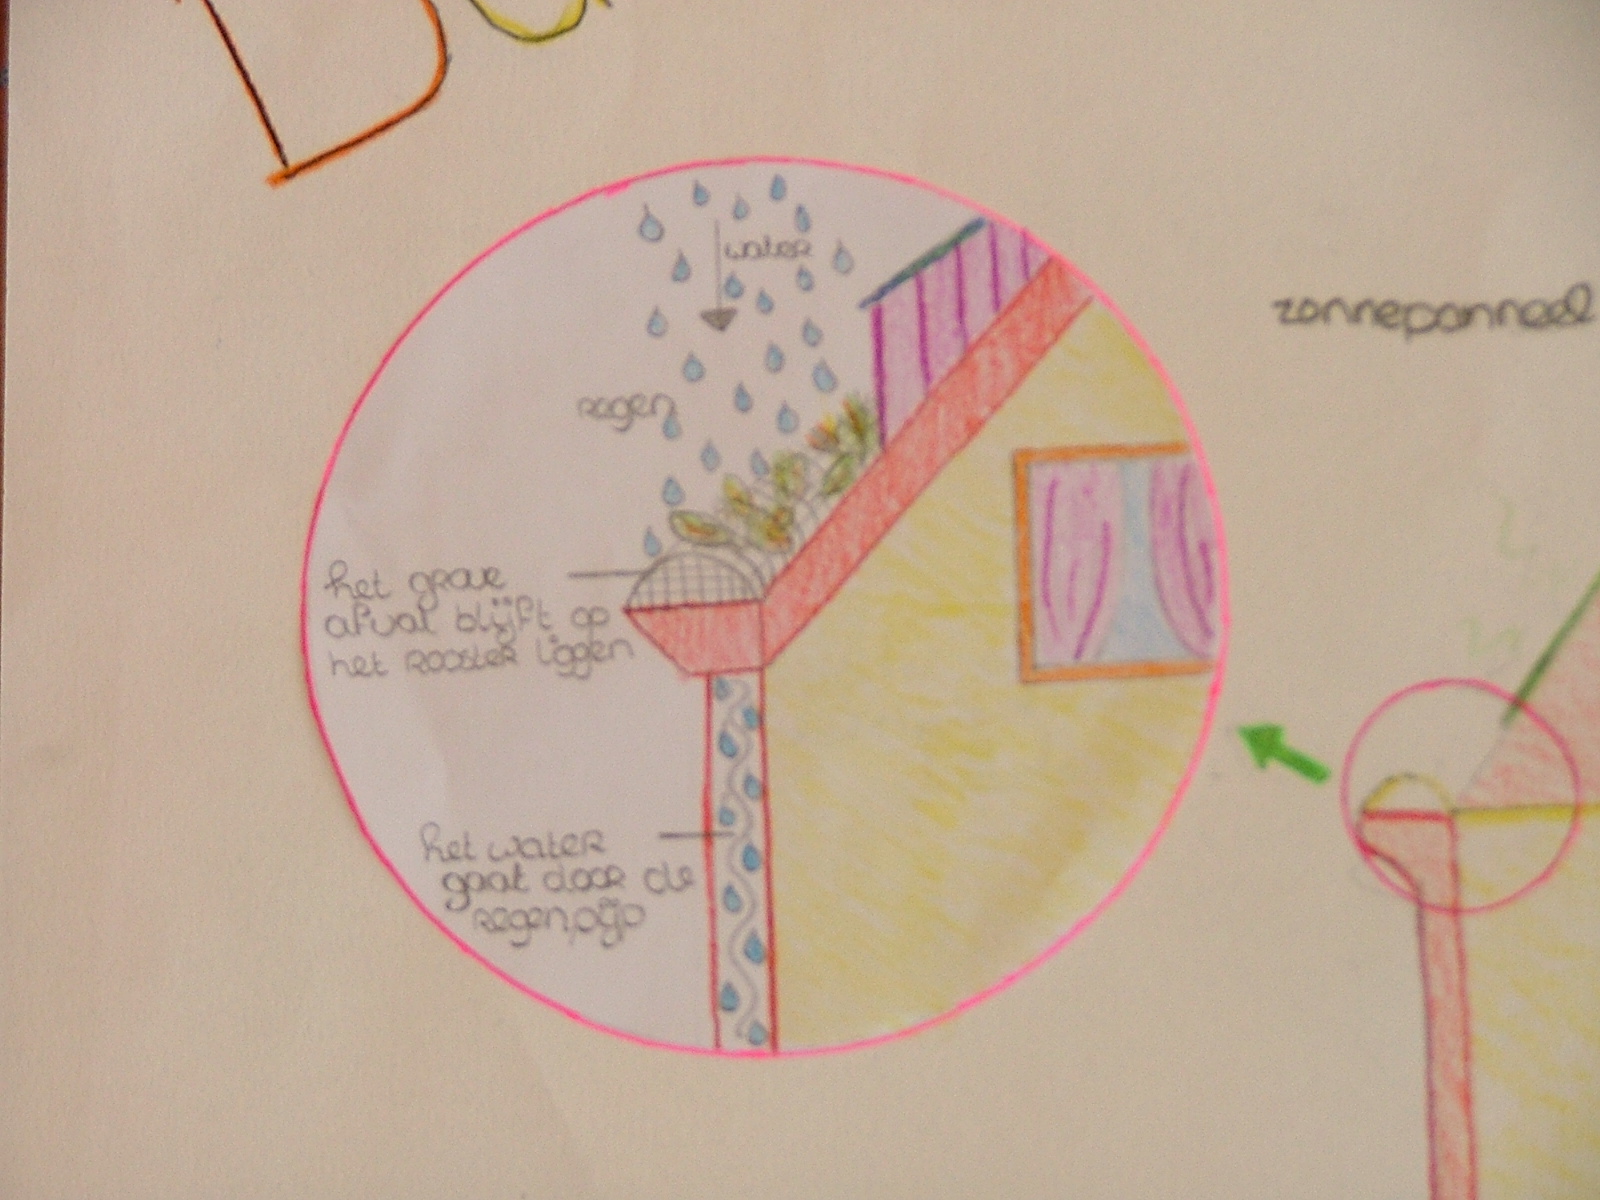 water
regen
zonnepanneel
het grove
afval blijft op
het rooster liggen
het water
gaat door de
regenpijp